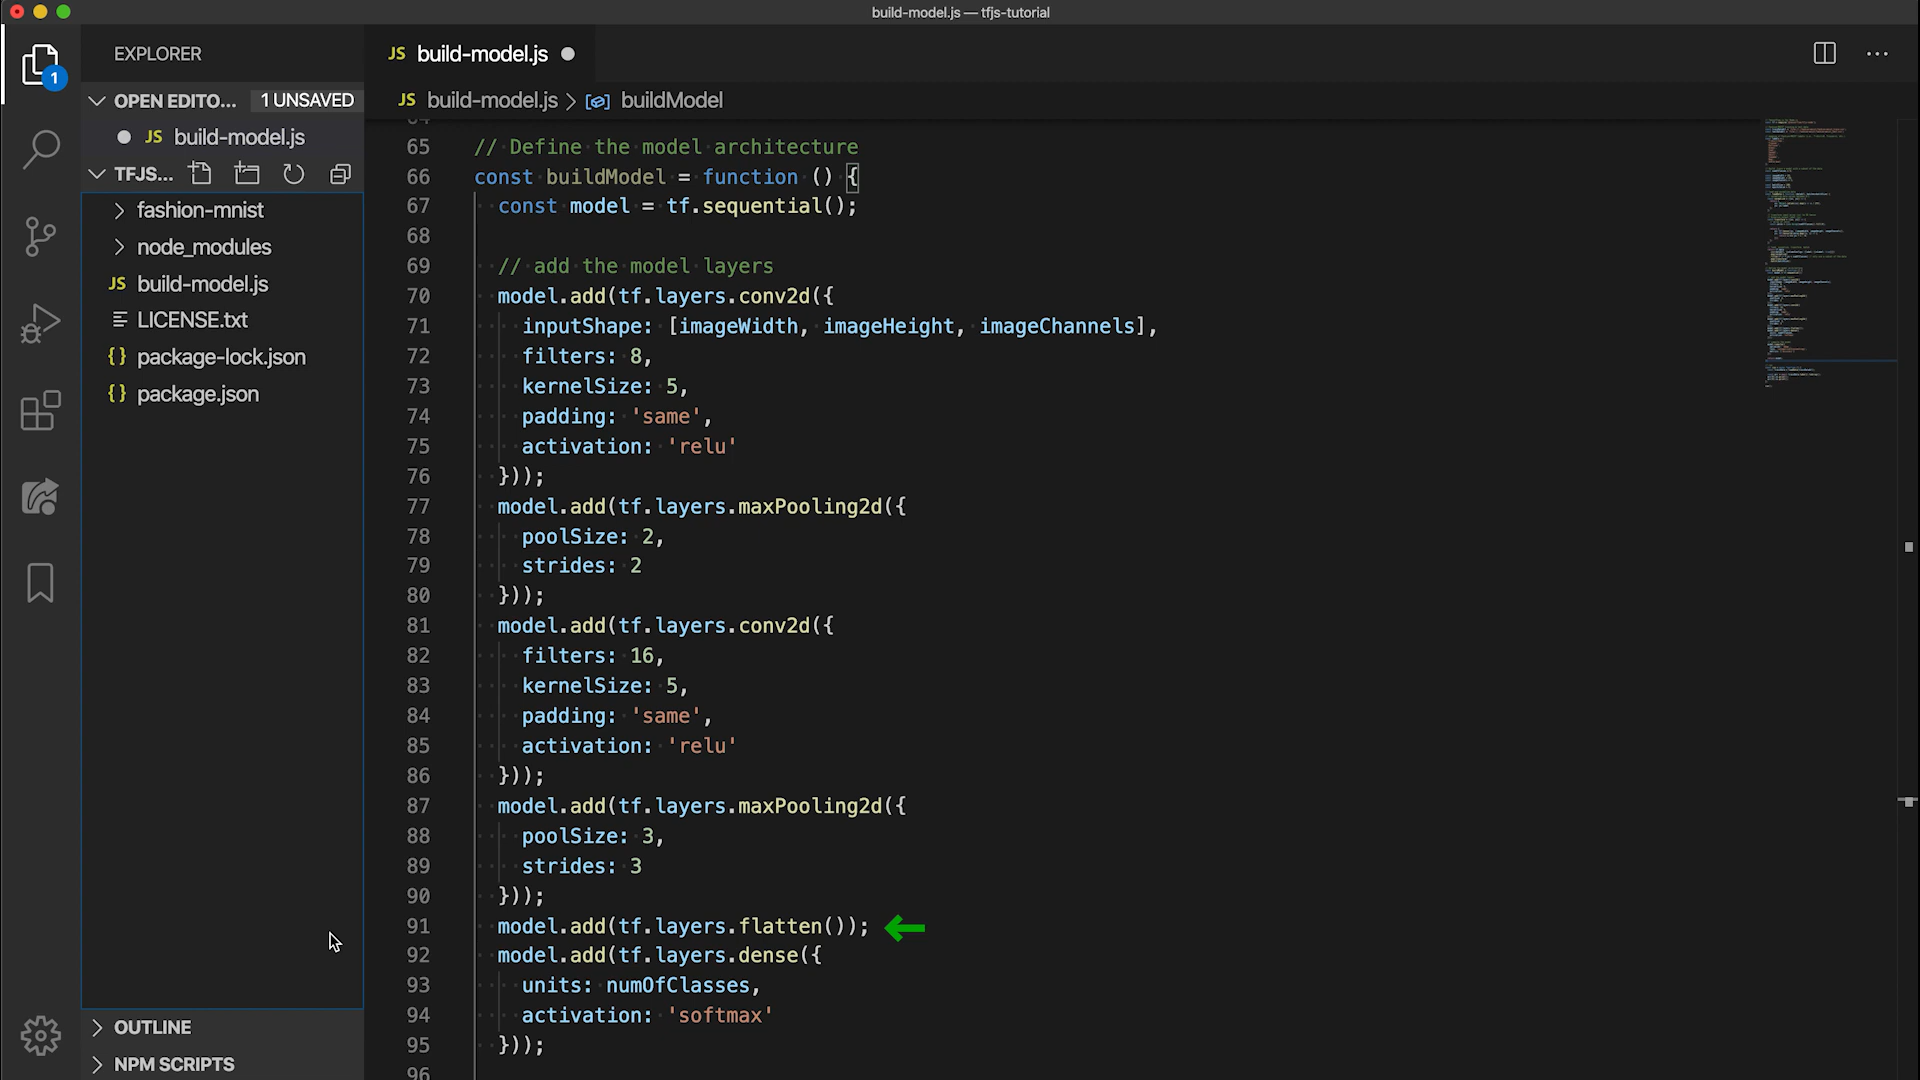 build-model.js — tfjs-tutorial
EXPLORER
1
OPEN EDITO... 1 UNSAVED
JS build-model.js
TFJS...
fashion-mnist
node_modules
JS build-model.js
LICENSE.txt
{} package-lock.json
{} package.json
OUTLINE
NPM SCRIPTS
JS build-model.js
JS build-model.js > buildModel
64
65 // Define the model architecture
66 const buildModel = function () {
67 const model = tf.sequential();
68
69 // add the model layers
70 model.add(tf.layers.conv2d({
71 inputShape: [imageWidth, imageHeight, imageChannels],
72 filters: 8,
73 kernelSize: 5,
74 padding: 'same',
75 activation: 'relu'
76 }));
77 model.add(tf.layers.maxPooling2d({
78 poolSize: 2,
79 strides: 2
80 }));
81 model.add(tf.layers.conv2d({
82 filters: 16,
83 kernelSize: 5,
84 padding: 'same',
85 activation: 'relu'
86 }));
87 model.add(tf.layers.maxPooling2d({
88 poolSize: 3,
89 strides: 3
90 }));
91 model.add(tf.layers.flatten());
92 model.add(tf.layers.dense({
93 units: numOfClasses,
94 activation: 'softmax'
95 }));
96